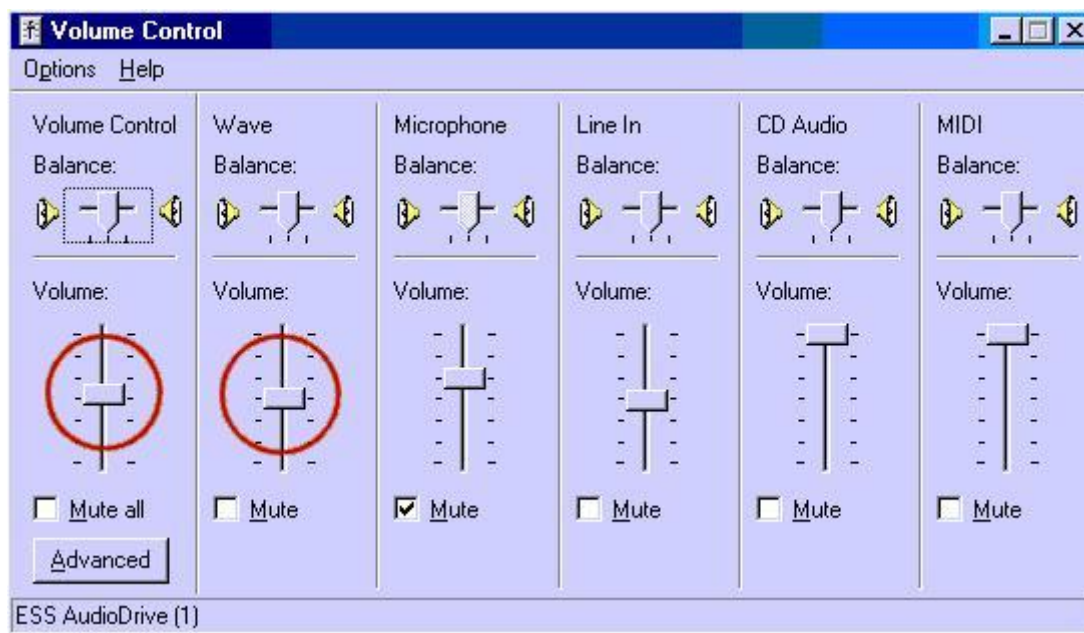 Volume Control
Options Help
Volume Control Wave Microphone Line In CD Audio MIDI
Balance: Balance: Balance: Balance: Balance: Balance:
Volume: Volume: Volume: Volume: Volume: Volume:
Mute all Mute Mute Mute Mute Mute
Advanced
ESS AudioDrive (1)